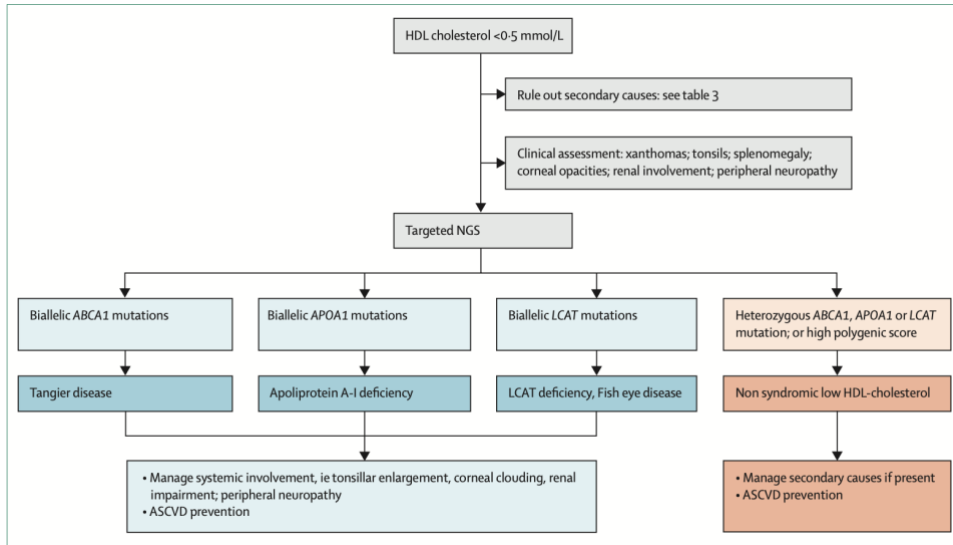 HDL cholesterol <0·5 mmol/L
Rule out secondary causes: see table 3
Clinical assessment: xanthomas; tonsils; splenomegaly;
corneal opacities; renal involvement; peripheral neuropathy
Targeted NGS
Biallelic ABCA1 mutations
Biallelic APOA1 mutations
Biallelic LCAT mutations
Heterozygous ABCA1, APOA1 or LCAT
mutation; or high polygenic score
Tangier disease
Apoliprotein A-I deficiency
LCAT deficiency, Fish eye disease
Non syndromic low HDL-cholesterol
• Manage systemic involvement, ie tonsillar enlargement, corneal clouding, renal
impairment; peripheral neuropathy
• ASCVD prevention
• Manage secondary causes if present
• ASCVD prevention